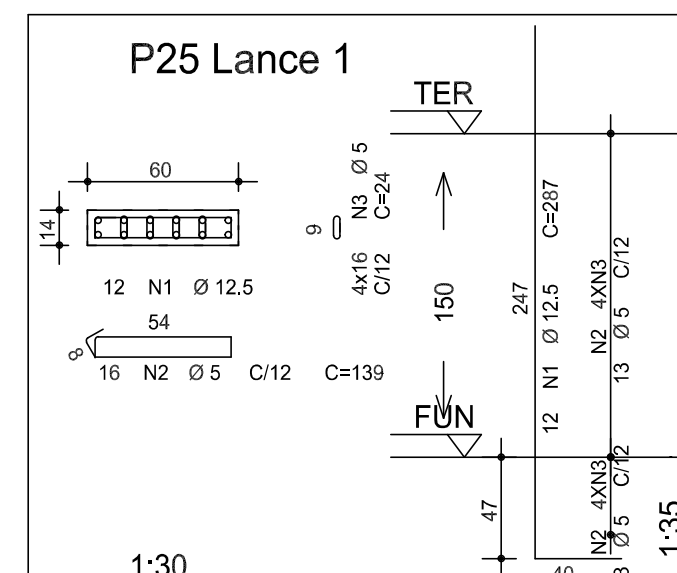 P25 Lance 1
TER
60
14
12 N1 Ø 12.5
54
8
16 N2 Ø 5 C/12 C=139
9
4x16 N3 Ø 5
C/12 C=24
150
FUN
247
12 N1 Ø 12.5 C=287
N2 4XN3
13 Ø 5 C/12
47
N2 4XN3
Ø 5 C/12
40
1:30
1:35